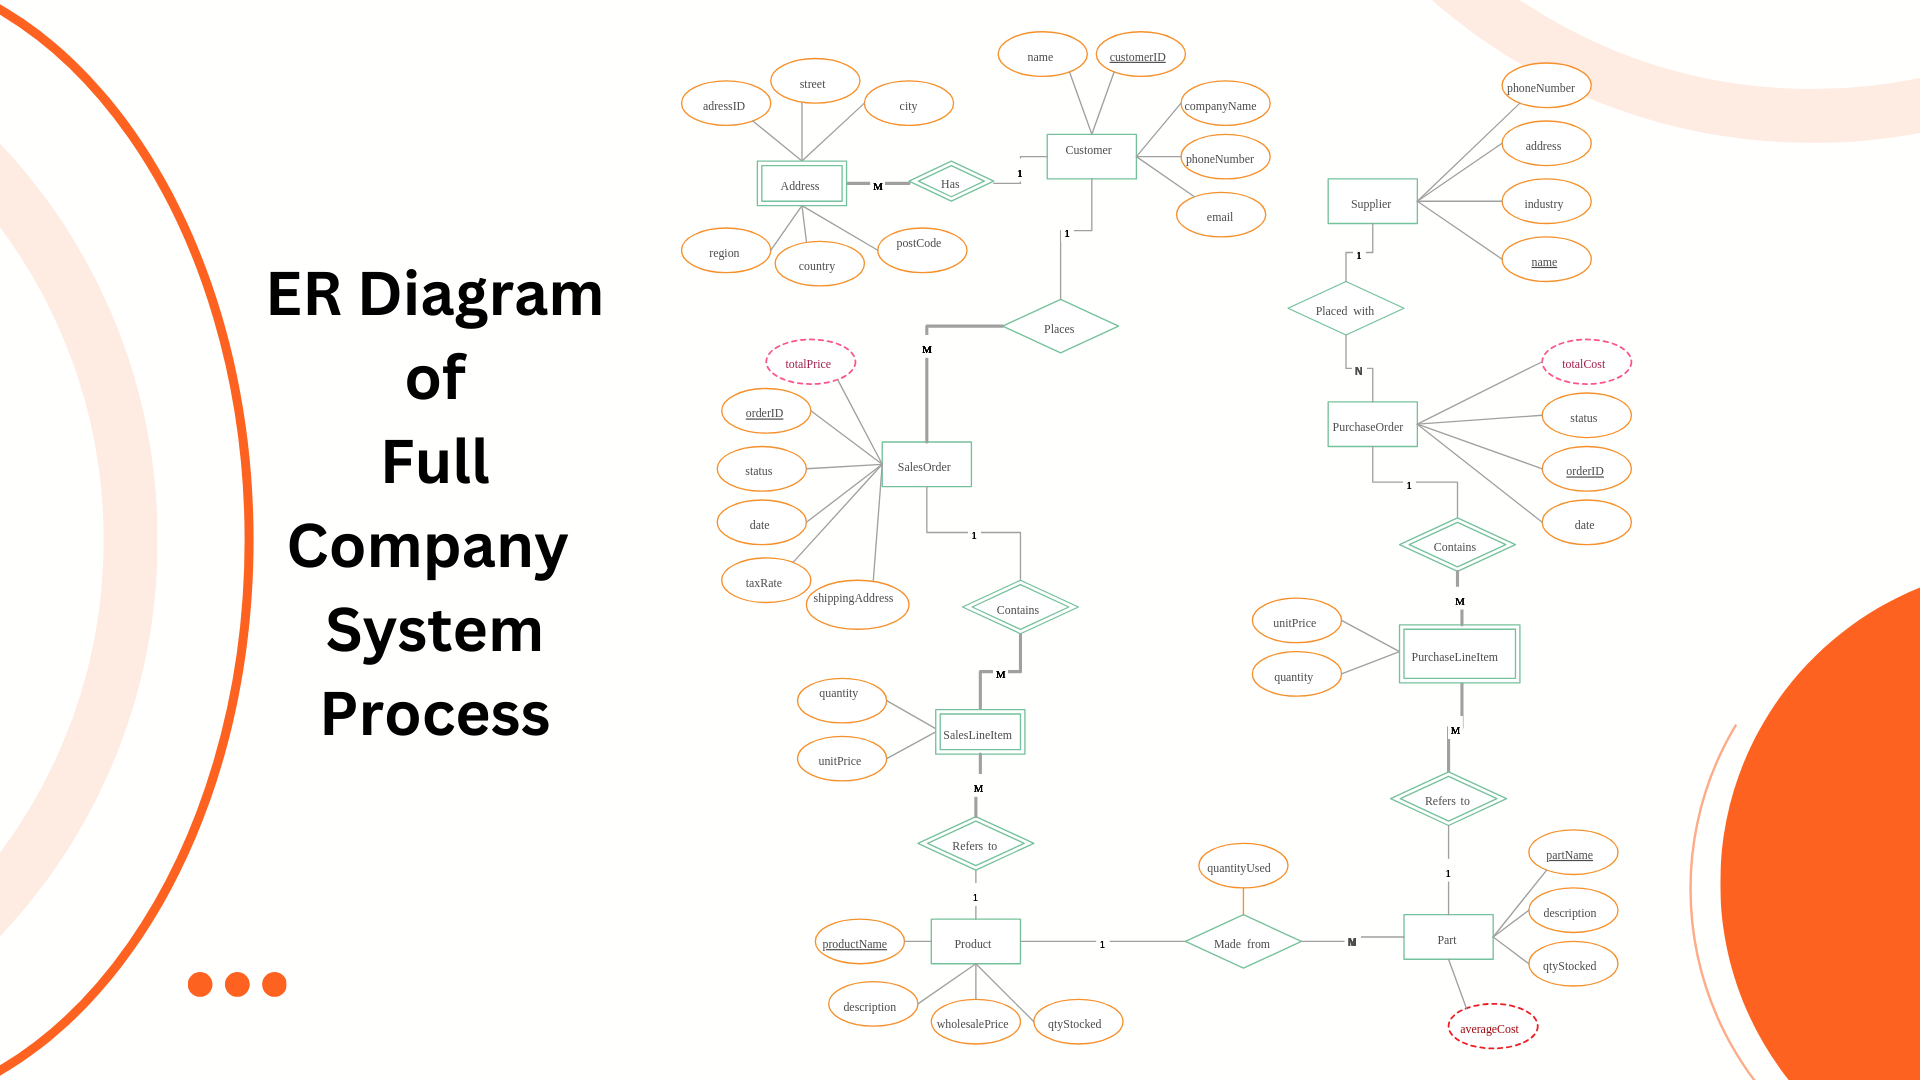 ER Diagram
of
Full
Company
System
Process
name
customerID
street
adressID
city
companyName
phoneNumber
email
Customer
Address
M
Has
1
region
country
postCode
1
Places
M
phoneNumber
address
industry
name
Supplier
1
Placed with
N
totalPrice
orderID
status
date
taxRate
shippingAddress
SalesOrder
1
Contains
M
totalCost
status
orderID
date
PurchaseOrder
1
Contains
M
quantity
unitPrice
SalesLineItem
M
Refers to
1
unitPrice
quantity
PurchaseLineItem
M
Refers to
1
productName
Product
description
wholesalePrice
qtyStocked
1
quantityUsed
Made from
M
Part
partName
description
qtyStocked
averageCost